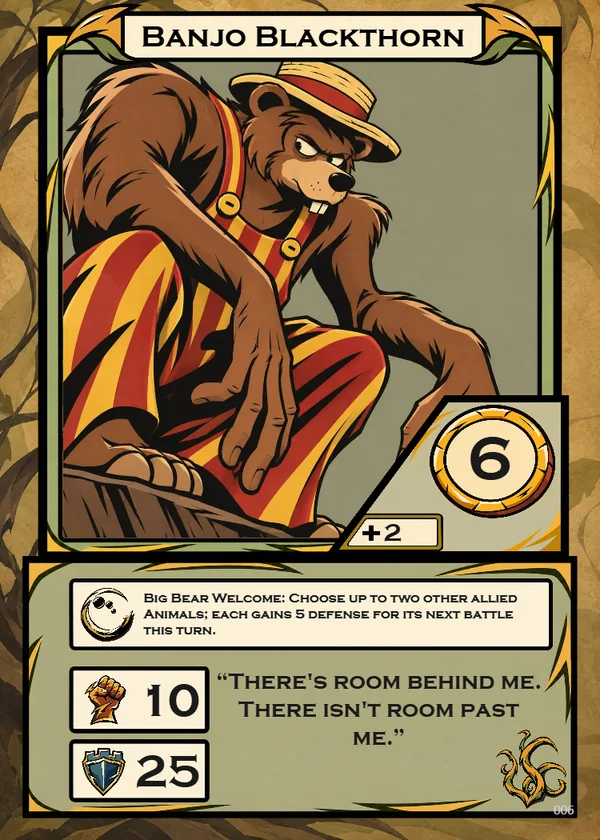 Banjo Blackthorn
6
+2
Big Bear Welcome: Choose up to two other allied
Animals; each gains 5 defense for its next battle
this turn.
10
“There's room behind me.
There isn't room past
me.”
25
006